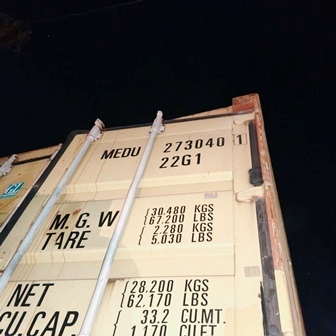 MEDU 273040 1
22G1
M.G.W. 30.480 KGS
67.200 LBS
TARE 2.280 KGS
5.030 LBS
NET 28.200 KGS
62.170 LBS
CU.CAP. 33.2 CU.MT.
1.170 CU.FT.